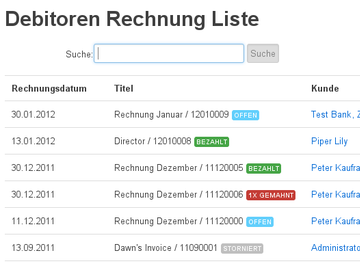 Debitoren Rechnung Liste
Suche: Suche
Rechnungsdatum Titel Kunde
30.01.2012 Rechnung Januar / 12010009 OFFEN Test Bank,
13.01.2012 Director / 12010008 BEZAHLT Piper Lily
30.12.2011 Rechnung Dezember / 11120005 BEZAHLT Peter Kaufra
30.12.2011 Rechnung Dezember / 11120006 1X GEMAHNT Peter Kaufra
11.12.2011 Rechnung Dezember / 11120000 OFFEN Peter Kaufra
13.09.2011 Dawn's Invoice / 11090001 STORNIERT Administrato